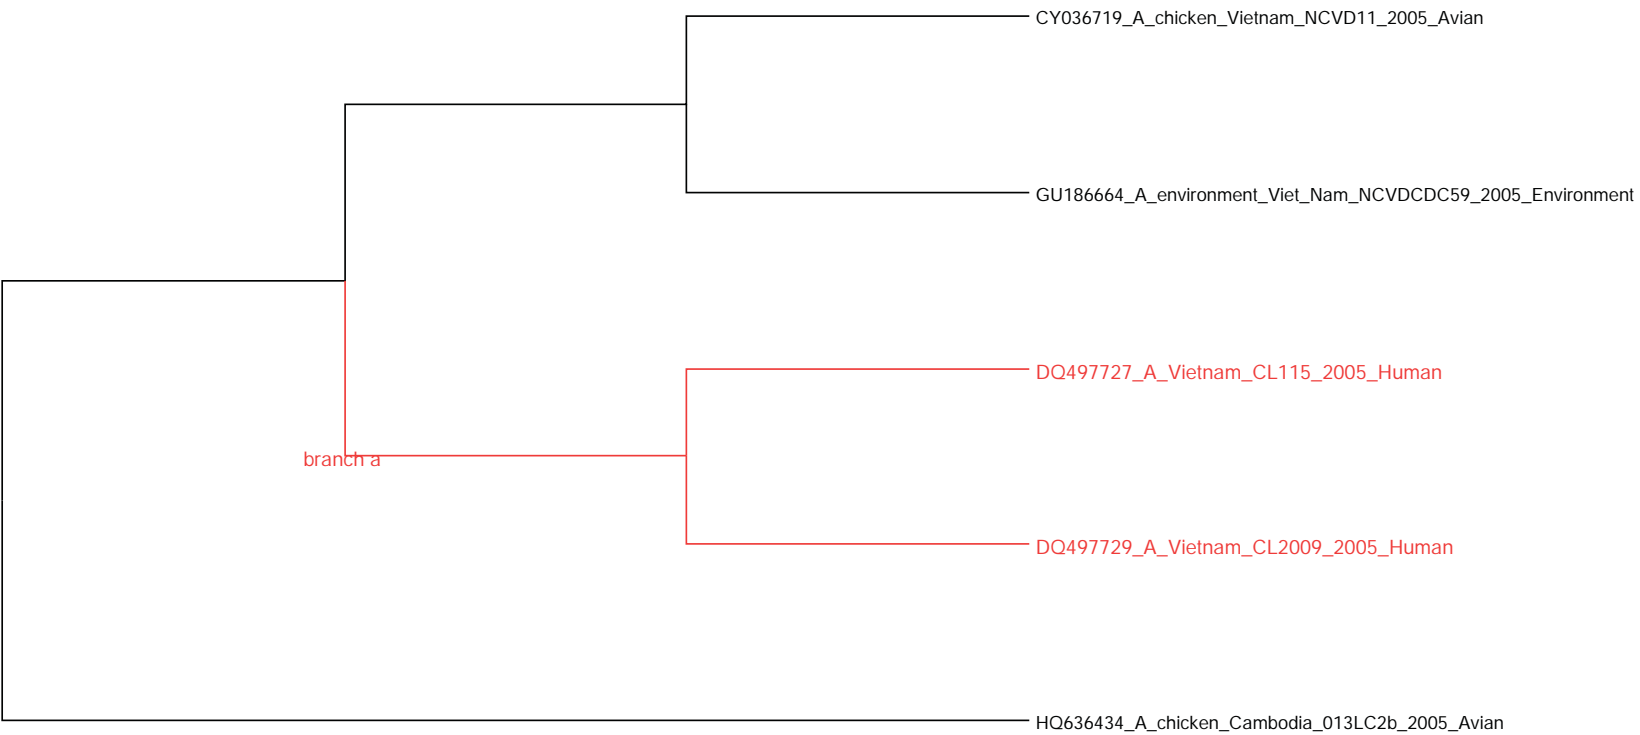 CY036719_A_chicken_Vietnam_NCVD11_2005_Avian
GU186664_A_environment_Viet_Nam_NCVDCDC59_2005_Environment
DQ497727_A_Vietnam_CL115_2005_Human
branch a
DQ497729_A_Vietnam_CL2009_2005_Human
HQ636434_A_chicken_Cambodia_013LC2b_2005_Avian